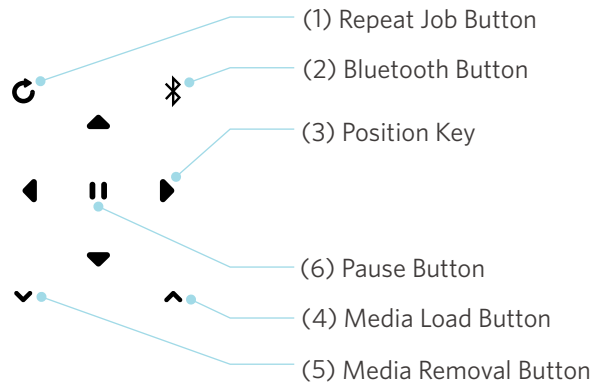 (1) Repeat Job Button
(2) Bluetooth Button
(3) Position Key
(6) Pause Button
(4) Media Load Button
(5) Media Removal Button